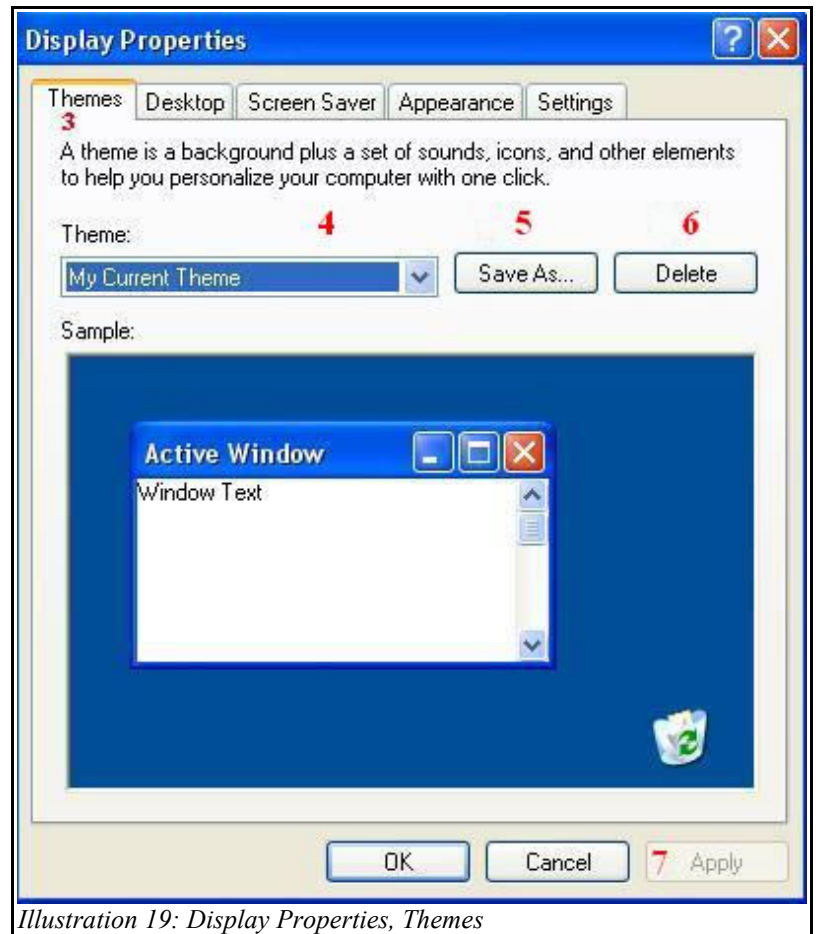 Display Properties
Themes Desktop Screen Saver Appearance Settings
3
A theme is a background plus a set of sounds, icons, and other elements
to help you personalize your computer with one click.
4 5 6
Theme:
My Current Theme Save As... Delete
Sample:
Active Window
Window Text
OK Cancel 7 Apply
Illustration 19: Display Properties, Themes